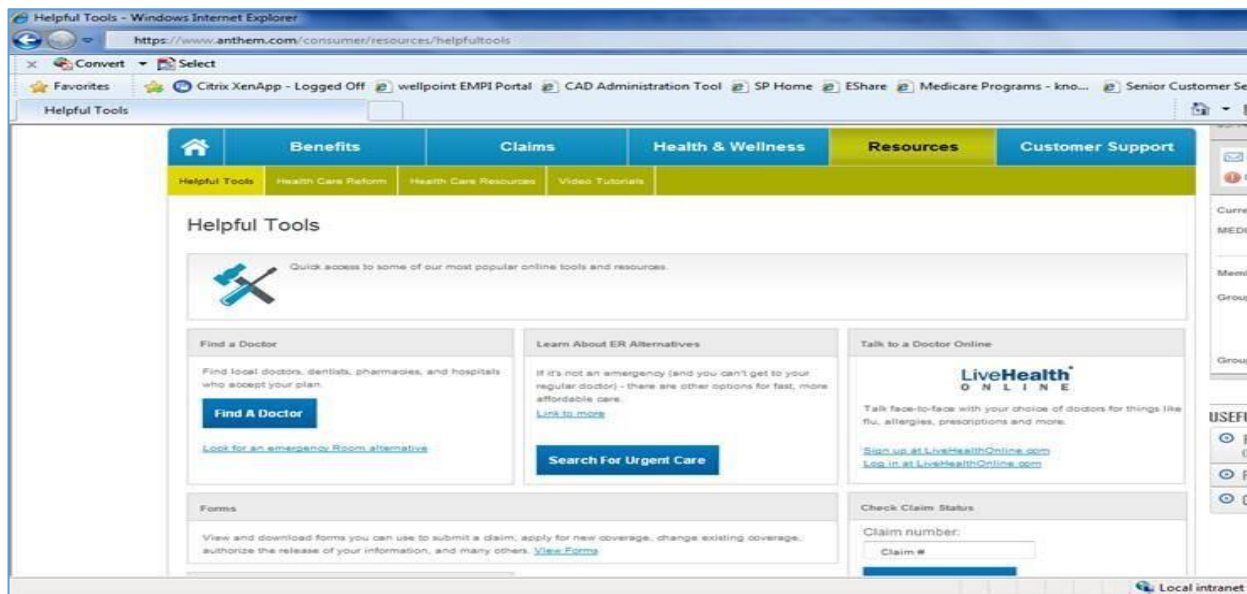 Helpful Tools - Windows Internet Explorer
https://www.anthem.com/consumer/resources/helpfultools
x Convert Select
Favorites Citrix XenApp - Logged Off wellpoint EMPI Portal CAD Administration Tool SP Home EShare Medicare Programs - kno... Senior Customer Se
Helpful Tools
Benefits Claims Health & Wellness Resources Customer Support
Helpful Tools Health Care Reform Health Care Resources Video Tutorials
Helpful Tools
Quick access to some of our most popular online tools and resources.
Find a Doctor
Find local doctors, dentists, pharmacies, and hospitals
who accept your plan.
Find A Doctor
Look for an emergency Room alternative
Learn About ER Alternatives
If it's not an emergency (and you can't get to your
regular doctor) - there are other options for fast, more
affordable care.
Link to more
Search For Urgent Care
Talk to a Doctor Online
LiveHealth
ONLINE
Talk face-to-face with your choice of doctors for things like
flu, allergies, prescriptions and more.
Sign up at LiveHealthOnline.com
Log in at LiveHealthOnline.com
Forms
View and download forms you can use to submit a claim, apply for new coverage, change existing coverage,
authorize the release of your information, and many others. View Forms
Check Claim Status
Claim number:
Claim #
Curre
MEDI
Memb
Group
Group
USEFU
Local intranet